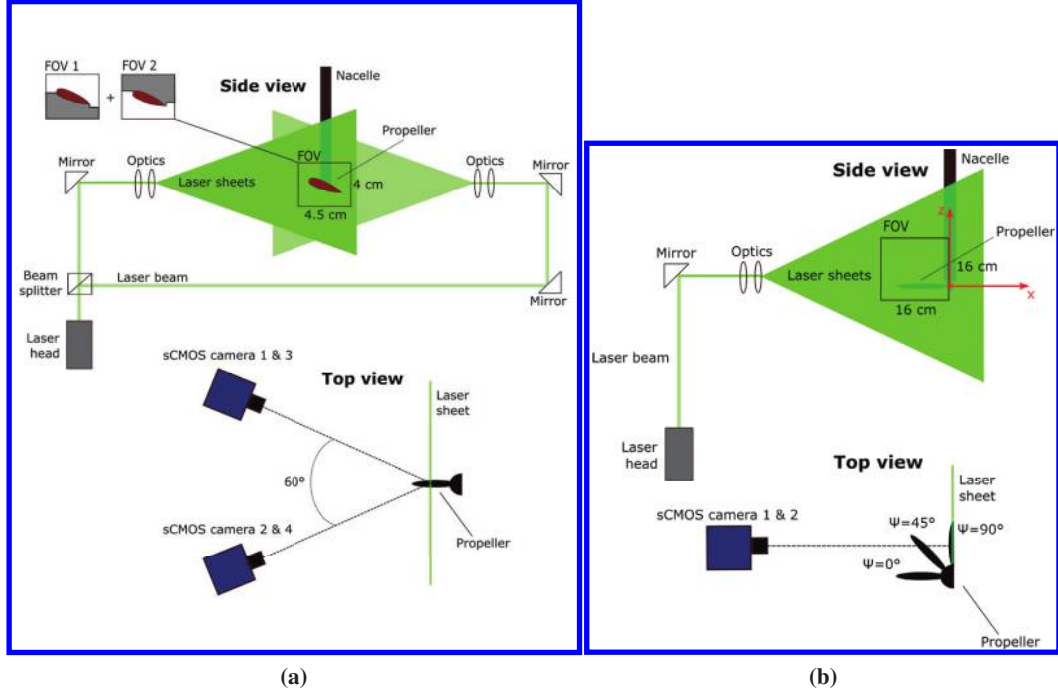 FOV 1
FOV 2
+
Side view
Nacelle
Propeller
Mirror
Optics
Laser sheets
FOV
4 cm
4.5 cm
Optics
Mirror
Beam
splitter
Laser beam
Mirror
Laser
head
sCMOS camera 1 & 3
Top view
Laser
sheet
60°
sCMOS camera 2 & 4
Propeller
(a)
Side view
Nacelle
z
FOV
Propeller
Mirror
Optics
Laser sheets
16 cm
16 cm
x
Laser beam
Laser
head
Top view
Laser
sheet
sCMOS camera 1 & 2
Ψ=45°
Ψ=90°
Ψ=0°
Propeller
(b)